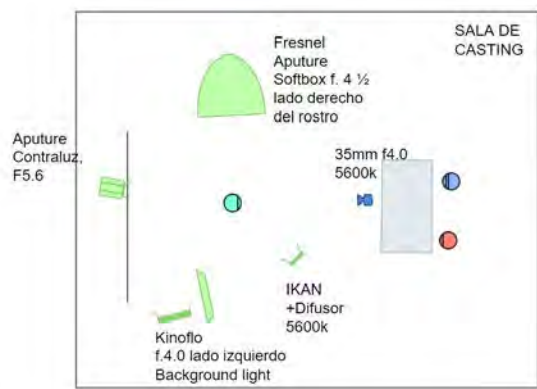 SALA DE
CASTING
Fresnel
Aputure
Softbox f. 4 ½
lado derecho
del rostro
Aputure
Contraluz,
F5.6
35mm f4.0
5600k
IKAN
+Difusor
5600k
Kinoflo
f.4.0 lado izquierdo
Background light